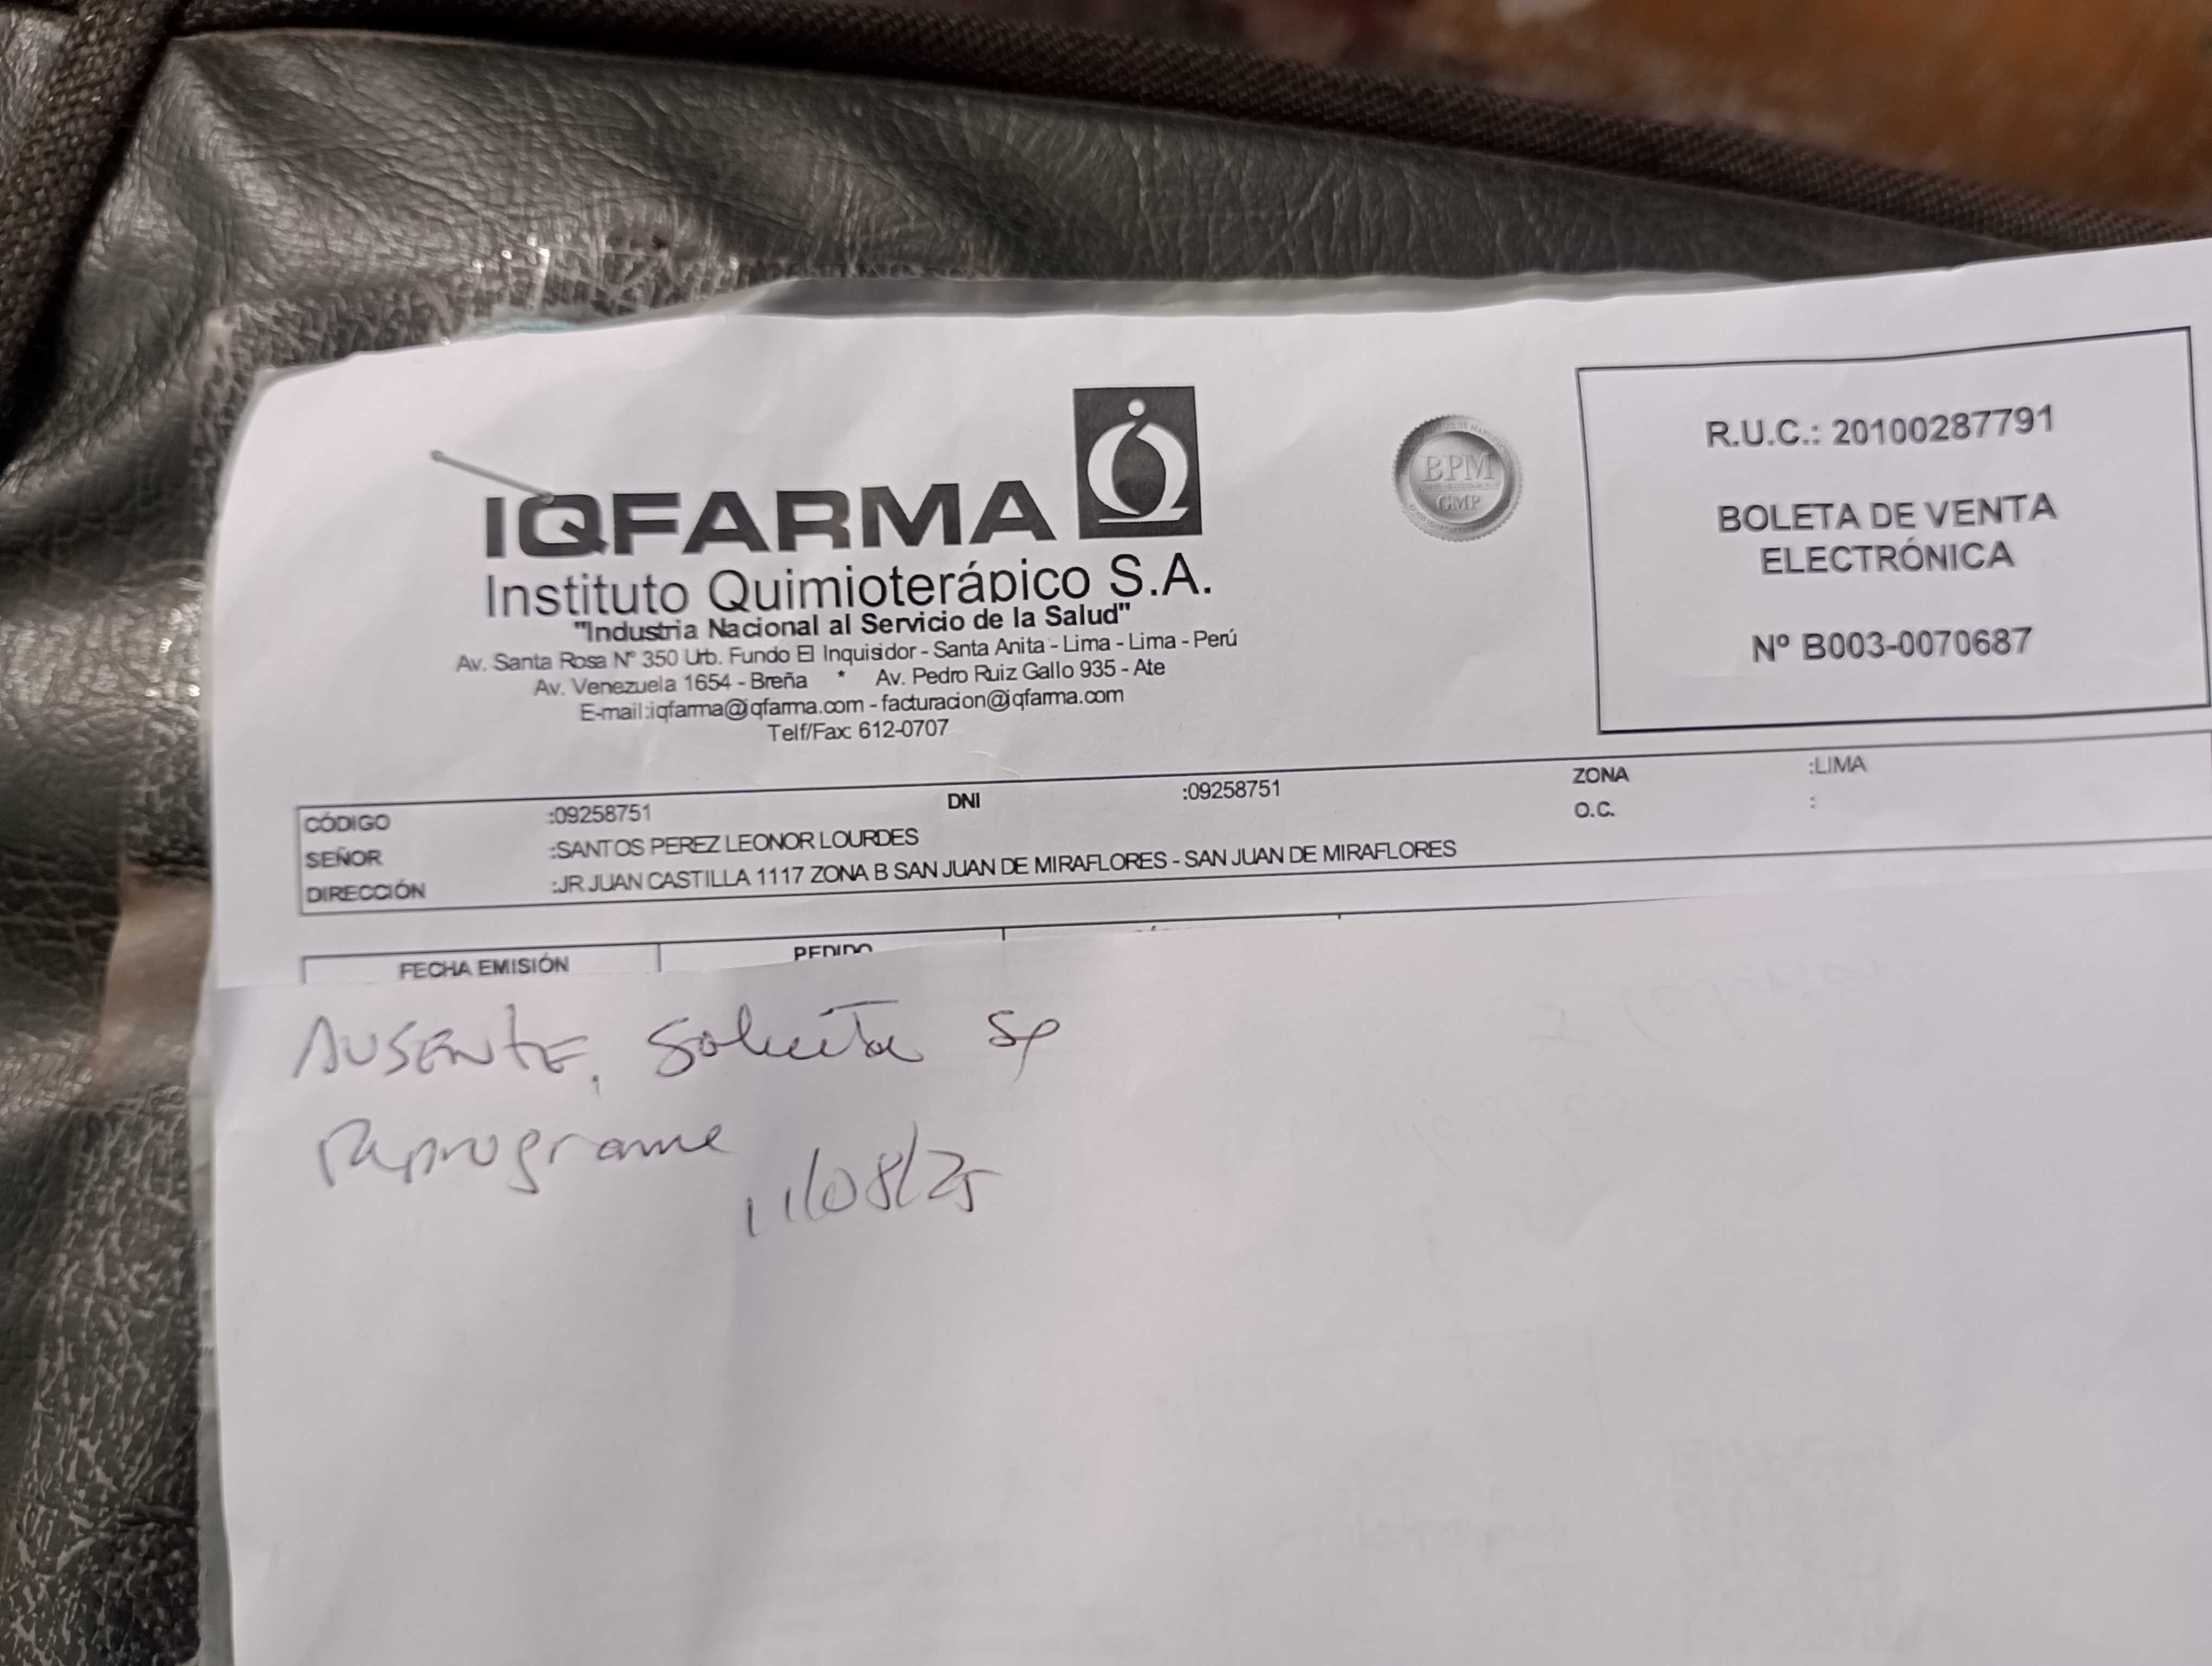 IQFARMA
Instituto Quimioterápico S.A.
"Industria Nacional al Servicio de la Salud"
Av. Santa Rosa Nº 350 Urb. Fundo El Inquisidor - Santa Anita - Lima - Lima - Perú
Av. Venezuela 1654 - Breña * Av. Pedro Ruiz Gallo 935 - Ate
E-mail:iqfarma@iqfarma.com - facturacion@iqfarma.com
Telf/Fax: 612-0707
BPM
GMP
R.U.C.: 20100287791
BOLETA DE VENTA
ELECTRÓNICA
Nº B003-0070687
CÓDIGO :09258751 DNI :09258751 ZONA :LIMA
SEÑOR :SANTOS PEREZ LEONOR LOURDES O.C. :
DIRECCIÓN :JR JUAN CASTILLA 1117 ZONA B SAN JUAN DE MIRAFLORES - SAN JUAN DE MIRAFLORES
FECHA EMISIÓN PEDIDO
AUSENTE, Solicita se
Reprograme
11/08/25